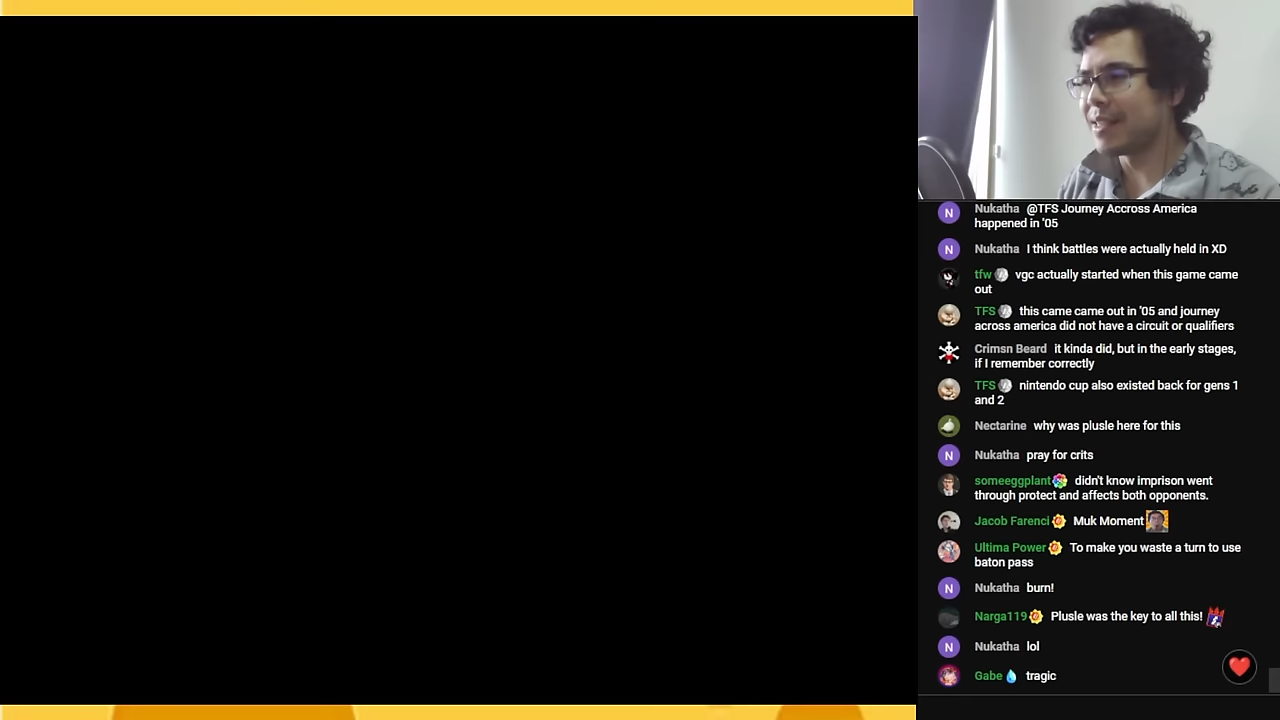 N Nukatha @TFS Journey Accross America
happened in '05
N Nukatha I think battles were actually held in XD
tfw vgc actually started when this game came
out
TFS this came came out in '05 and journey
across america did not have a circuit or qualifiers
Crimsn Beard it kinda did, but in the early stages,
if I remember correctly
TFS nintendo cup also existed back for gens 1
and 2
Nectarine why was plusle here for this
N Nukatha pray for crits
someeggplant didn't know imprison went
through protect and affects both opponents.
Jacob Farenci Muk Moment
Ultima Power To make you waste a turn to use
baton pass
N Nukatha burn!
Narga119 Plusle was the key to all this!
N Nukatha lol
Gabe tragic